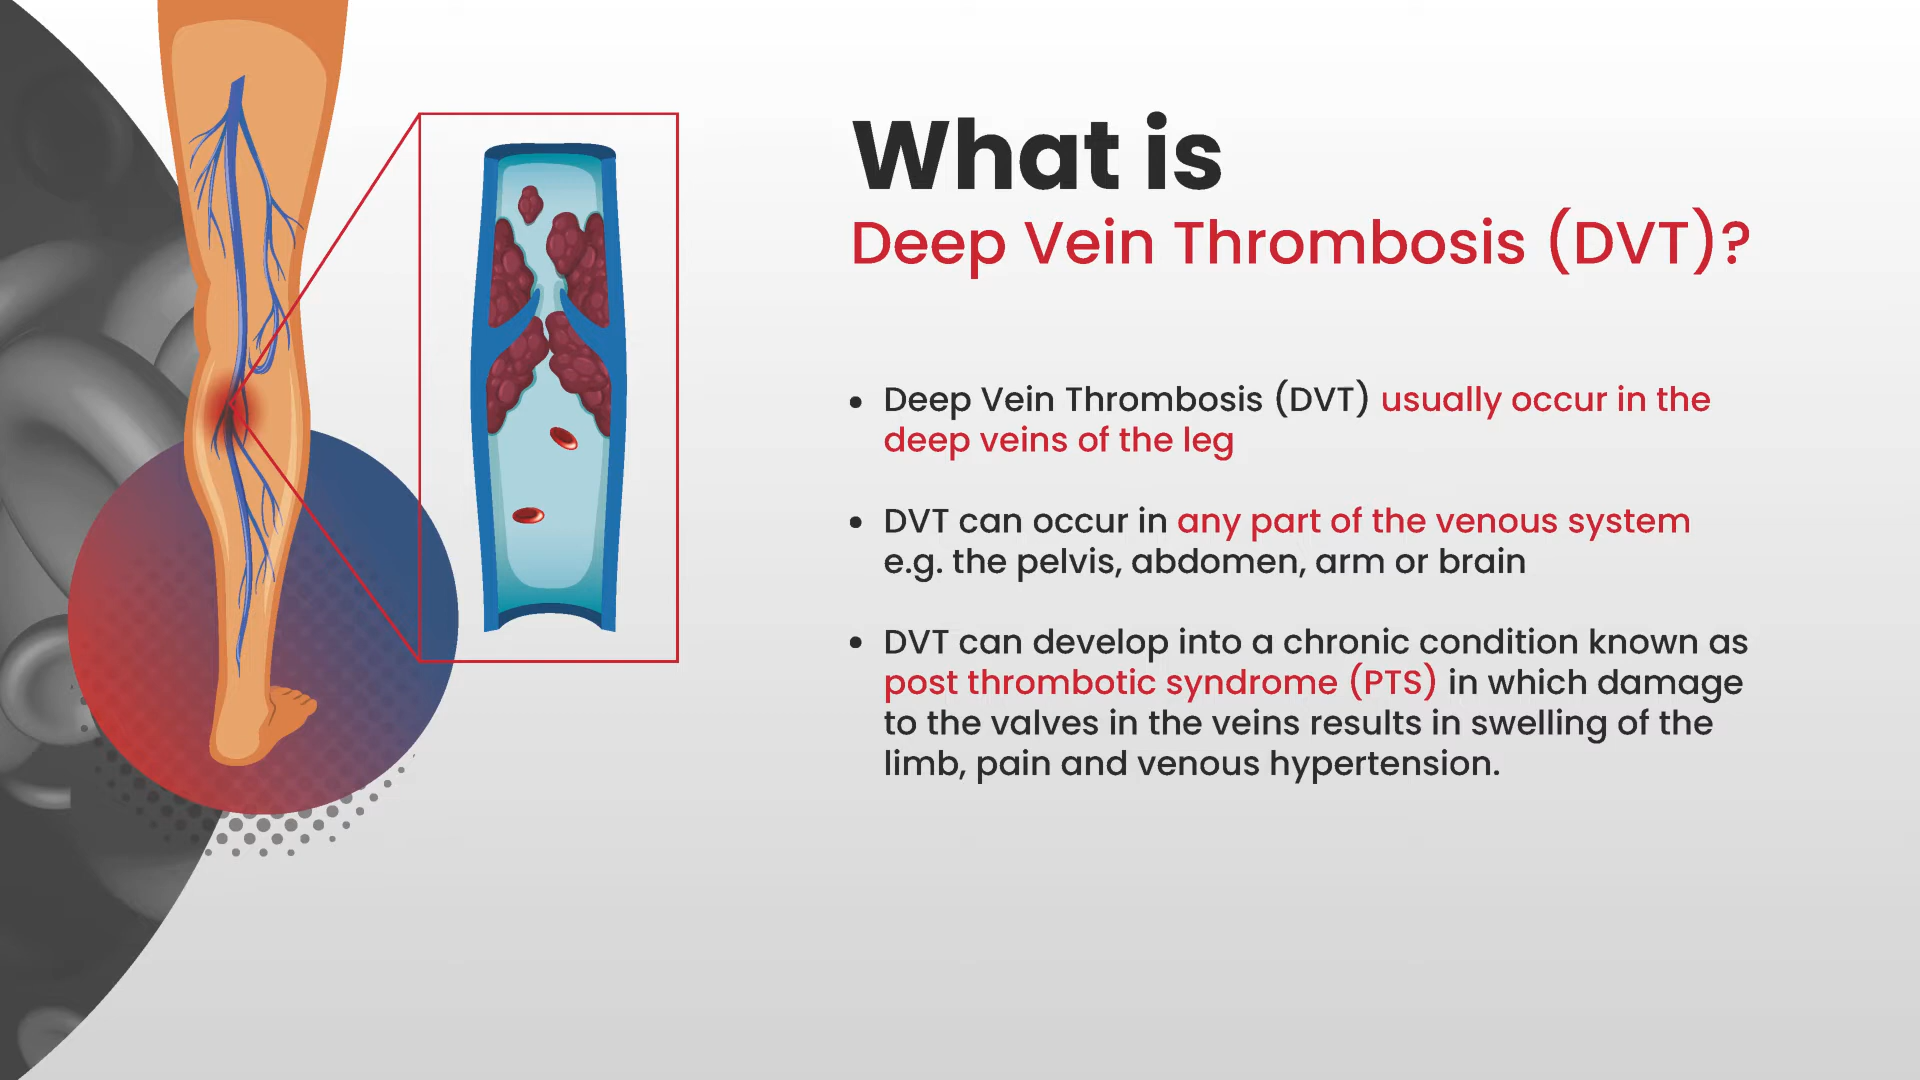 What is
Deep Vein Thrombosis (DVT)?
• Deep Vein Thrombosis (DVT) usually occur in the
deep veins of the leg
• DVT can occur in any part of the venous system
e.g. the pelvis, abdomen, arm or brain
• DVT can develop into a chronic condition known as
post thrombotic syndrome (PTS) in which damage
to the valves in the veins results in swelling of the
limb, pain and venous hypertension.